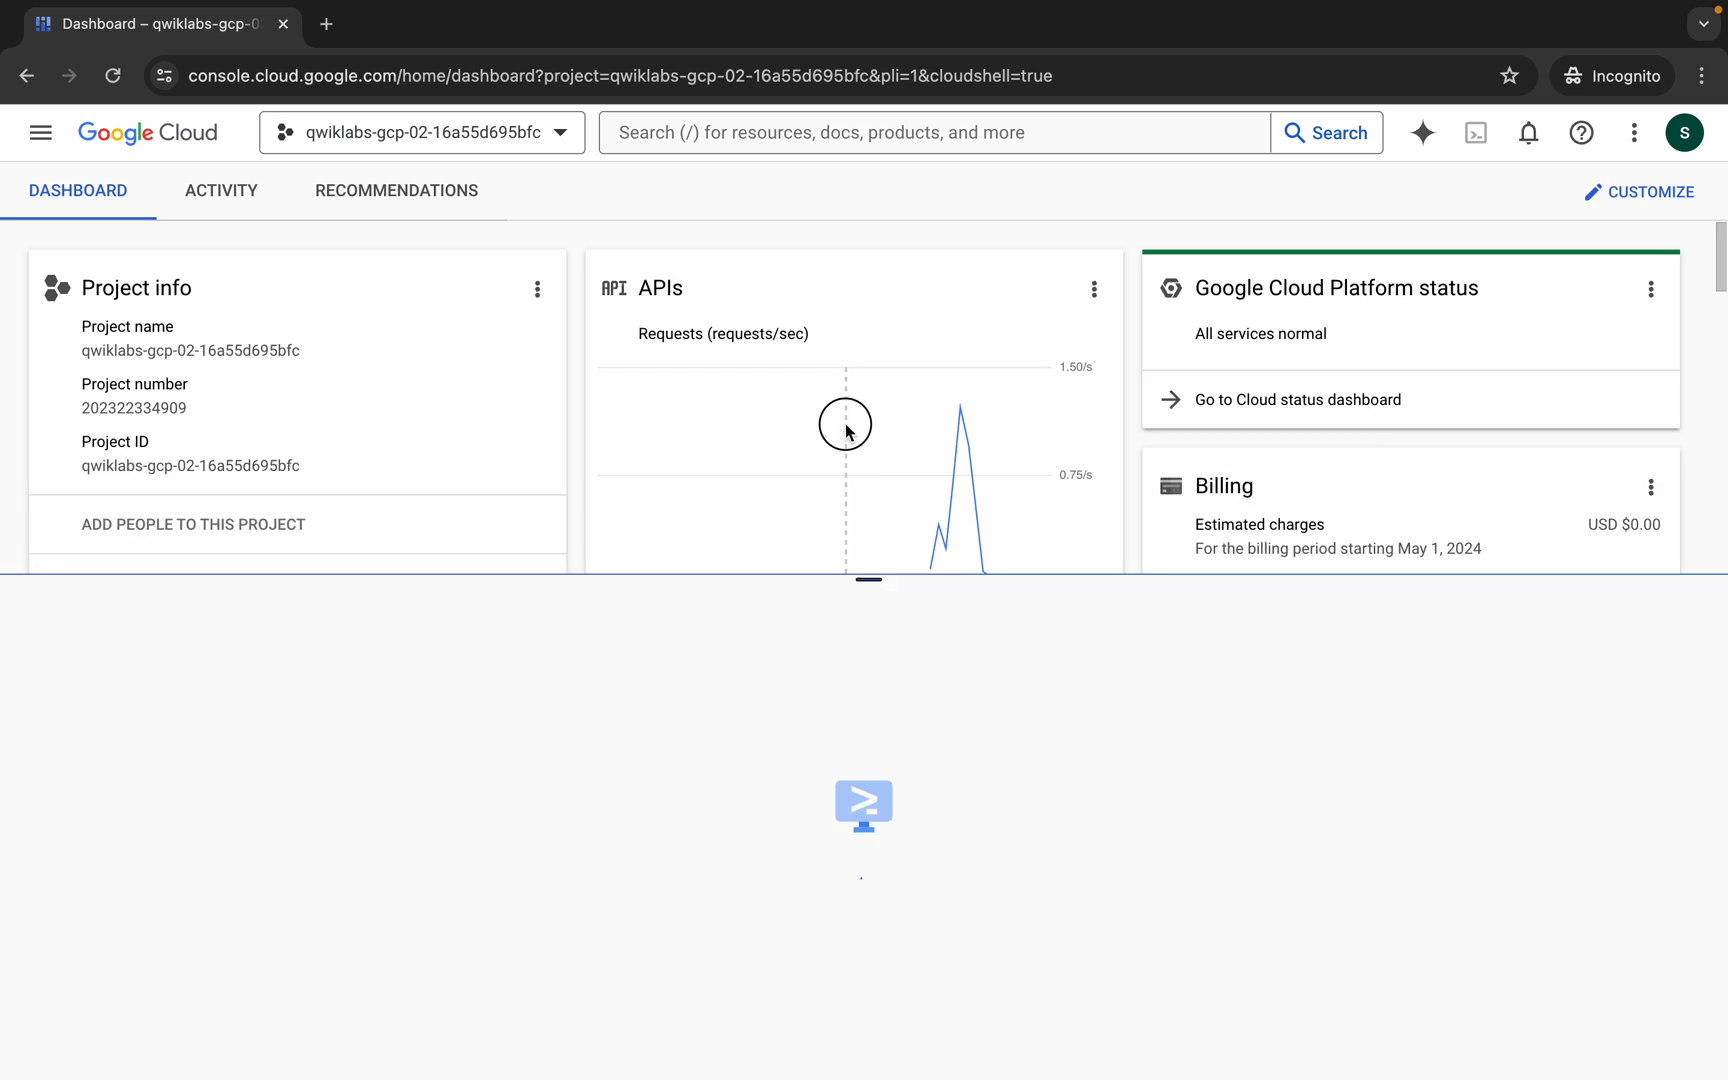 Dashboard – qwiklabs-gcp-0
console.cloud.google.com/home/dashboard?project=qwiklabs-gcp-02-16a55d695bfc&pli=1&cloudshell=true
Incognito
Google Cloud
qwiklabs-gcp-02-16a55d695bfc
Search (/) for resources, docs, products, and more
Search
S
DASHBOARD
ACTIVITY
RECOMMENDATIONS
CUSTOMIZE
Project info
Project name
qwiklabs-gcp-02-16a55d695bfc
Project number
202322334909
Project ID
qwiklabs-gcp-02-16a55d695bfc
ADD PEOPLE TO THIS PROJECT
API APIs
Requests (requests/sec)
1.50/s
0.75/s
Google Cloud Platform status
All services normal
Go to Cloud status dashboard
Billing
Estimated charges
USD $0.00
For the billing period starting May 1, 2024